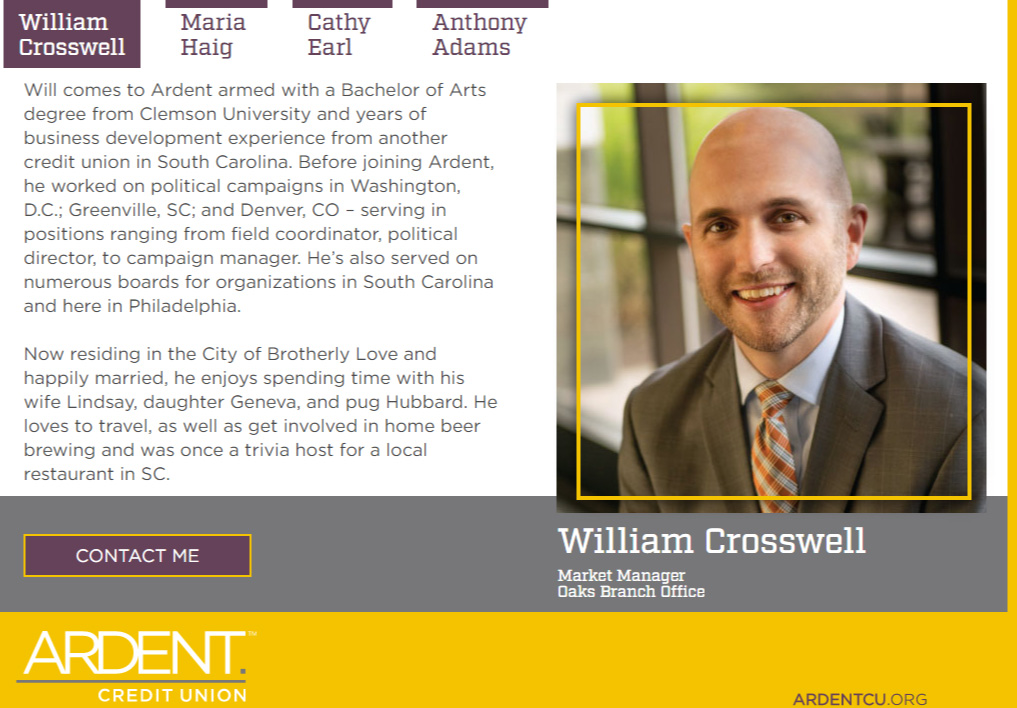 William
Crosswell
Maria
Haig
Cathy
Earl
Anthony
Adams
Will comes to Ardent armed with a Bachelor of Arts
degree from Clemson University and years of
business development experience from another
credit union in South Carolina. Before joining Ardent,
he worked on political campaigns in Washington,
D.C.; Greenville, SC; and Denver, CO – serving in
positions ranging from field coordinator, political
director, to campaign manager. He's also served on
numerous boards for organizations in South Carolina
and here in Philadelphia.
Now residing in the City of Brotherly Love and
happily married, he enjoys spending time with his
wife Lindsay, daughter Geneva, and pug Hubbard. He
loves to travel, as well as get involved in home beer
brewing and was once a trivia host for a local
restaurant in SC.
CONTACT ME
William Crosswell
Market Manager
Oaks Branch Office
ARDENT.™
CREDIT UNION
ARDENTCU.ORG